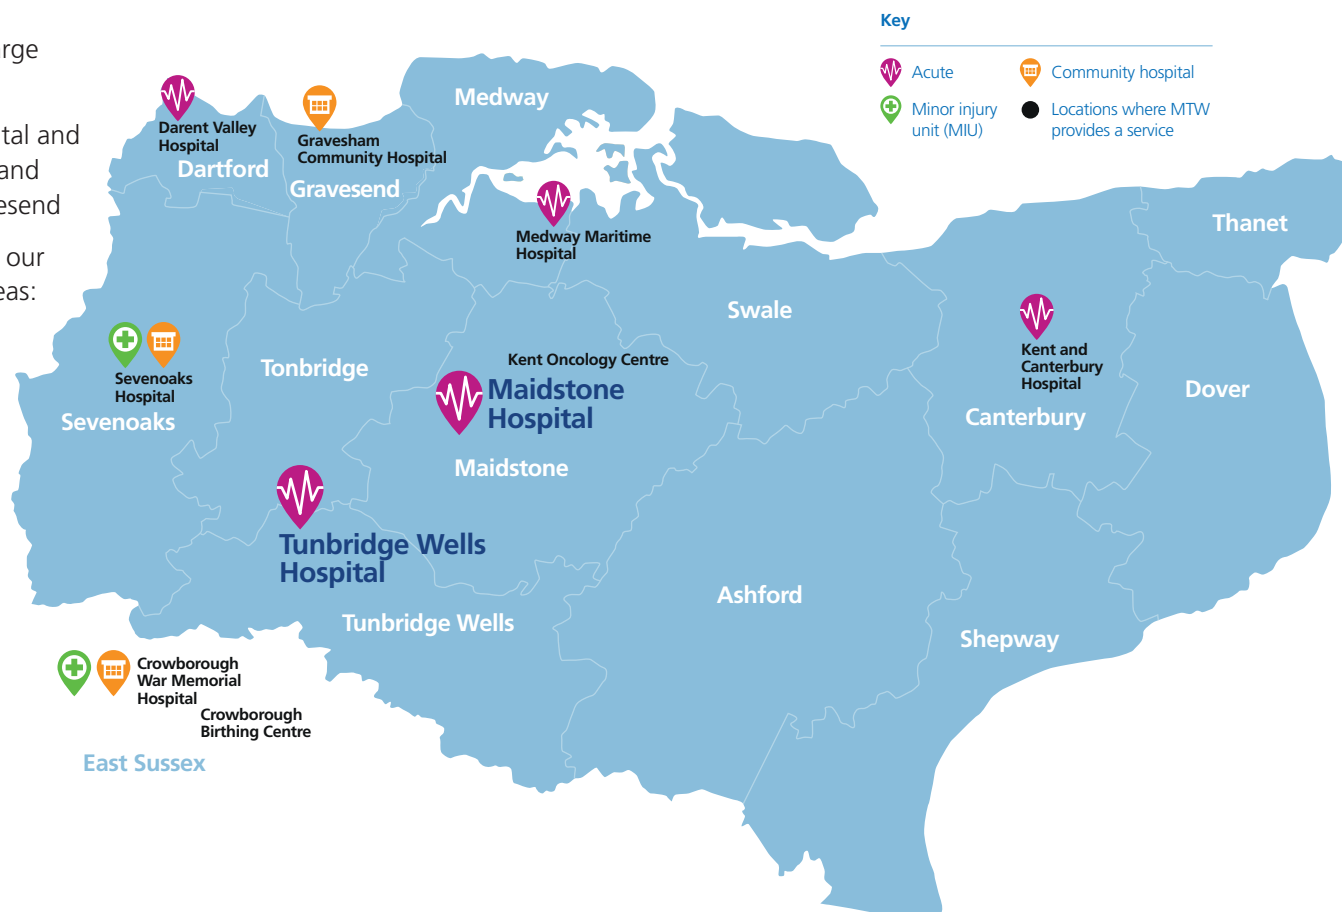 arge
tal and
and
esend
our
eas:
Key
Acute
Community hospital
Minor injury
unit (MIU)
Locations where MTW
provides a service
Medway
Darent Valley
Hospital
Dartford
Gravesham
Community Hospital
Gravesend
Medway Maritime
Hospital
Thanet
Swale
Sevenoaks
Hospital
Sevenoaks
Tonbridge
Kent Oncology Centre
Maidstone
Hospital
Maidstone
Kent and
Canterbury
Hospital
Canterbury
Dover
Tunbridge Wells
Hospital
Tunbridge Wells
Ashford
Shepway
Crowborough
War Memorial
Hospital
Crowborough
Birthing Centre
East Sussex